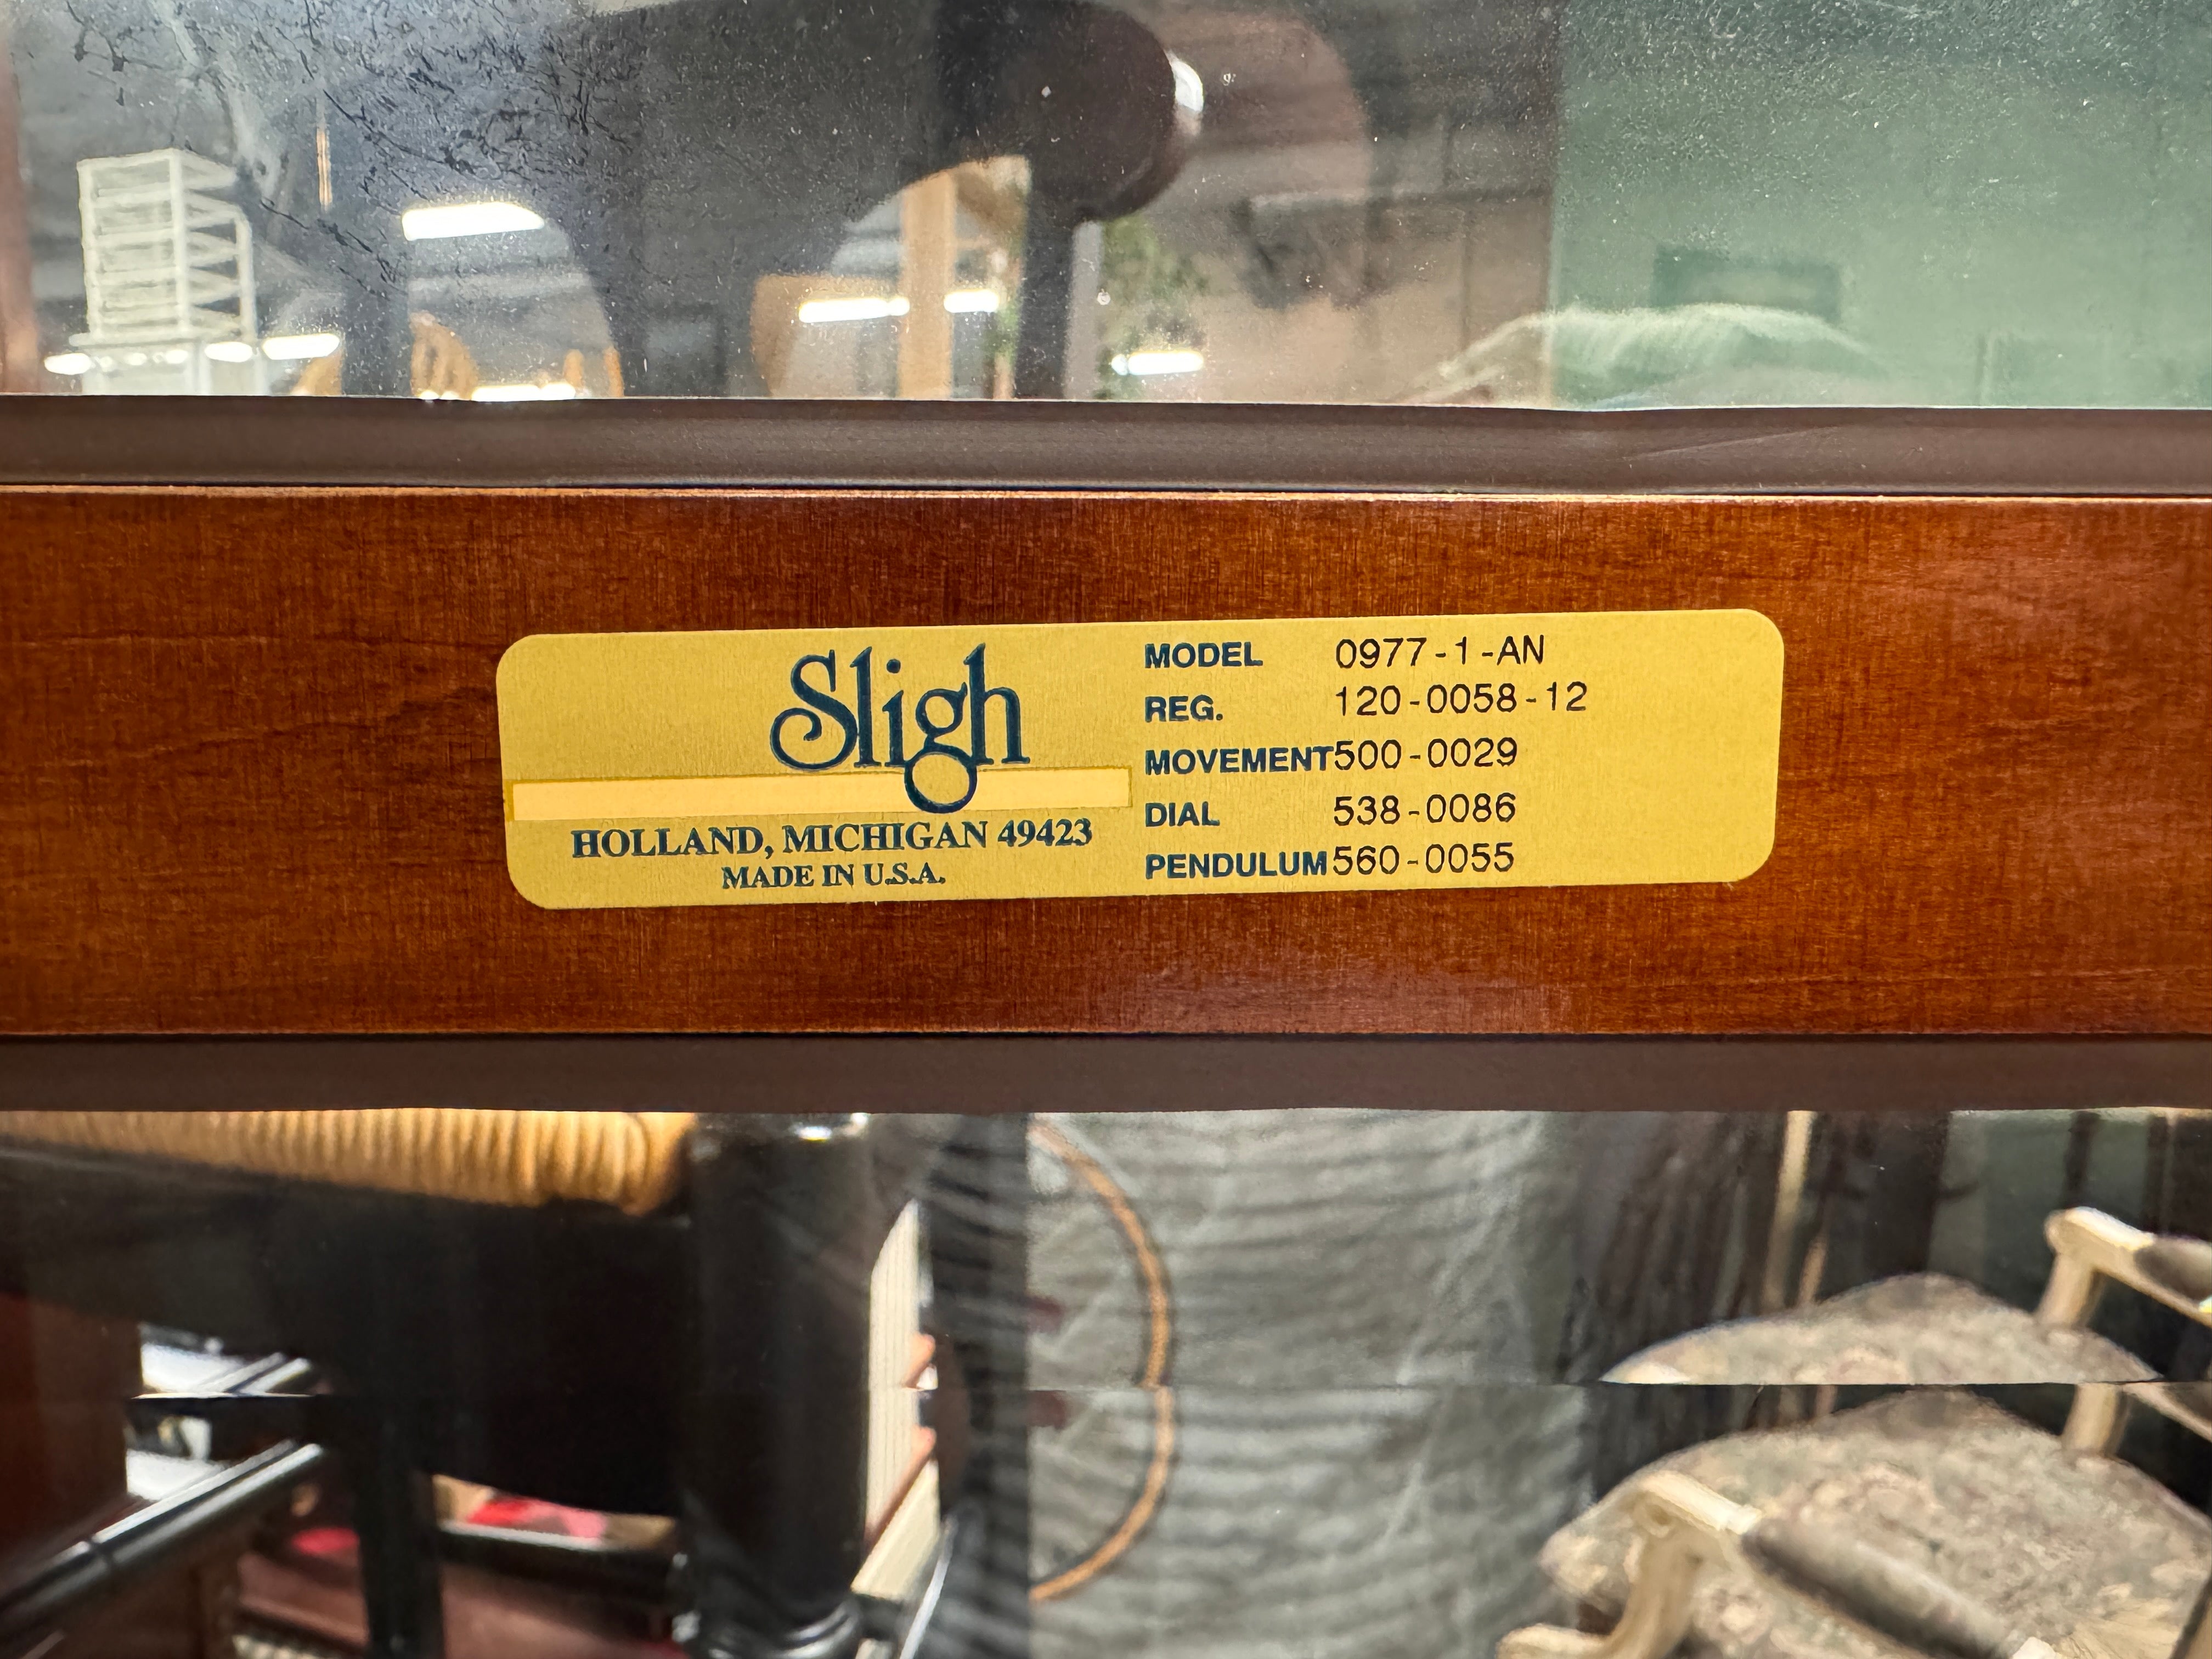 Sligh
HOLLAND, MICHIGAN 49423
MADE IN U.S.A.
MODEL 0977-1-AN
REG. 120-0058-12
MOVEMENT 500-0029
DIAL 538-0086
PENDULUM 560-0055